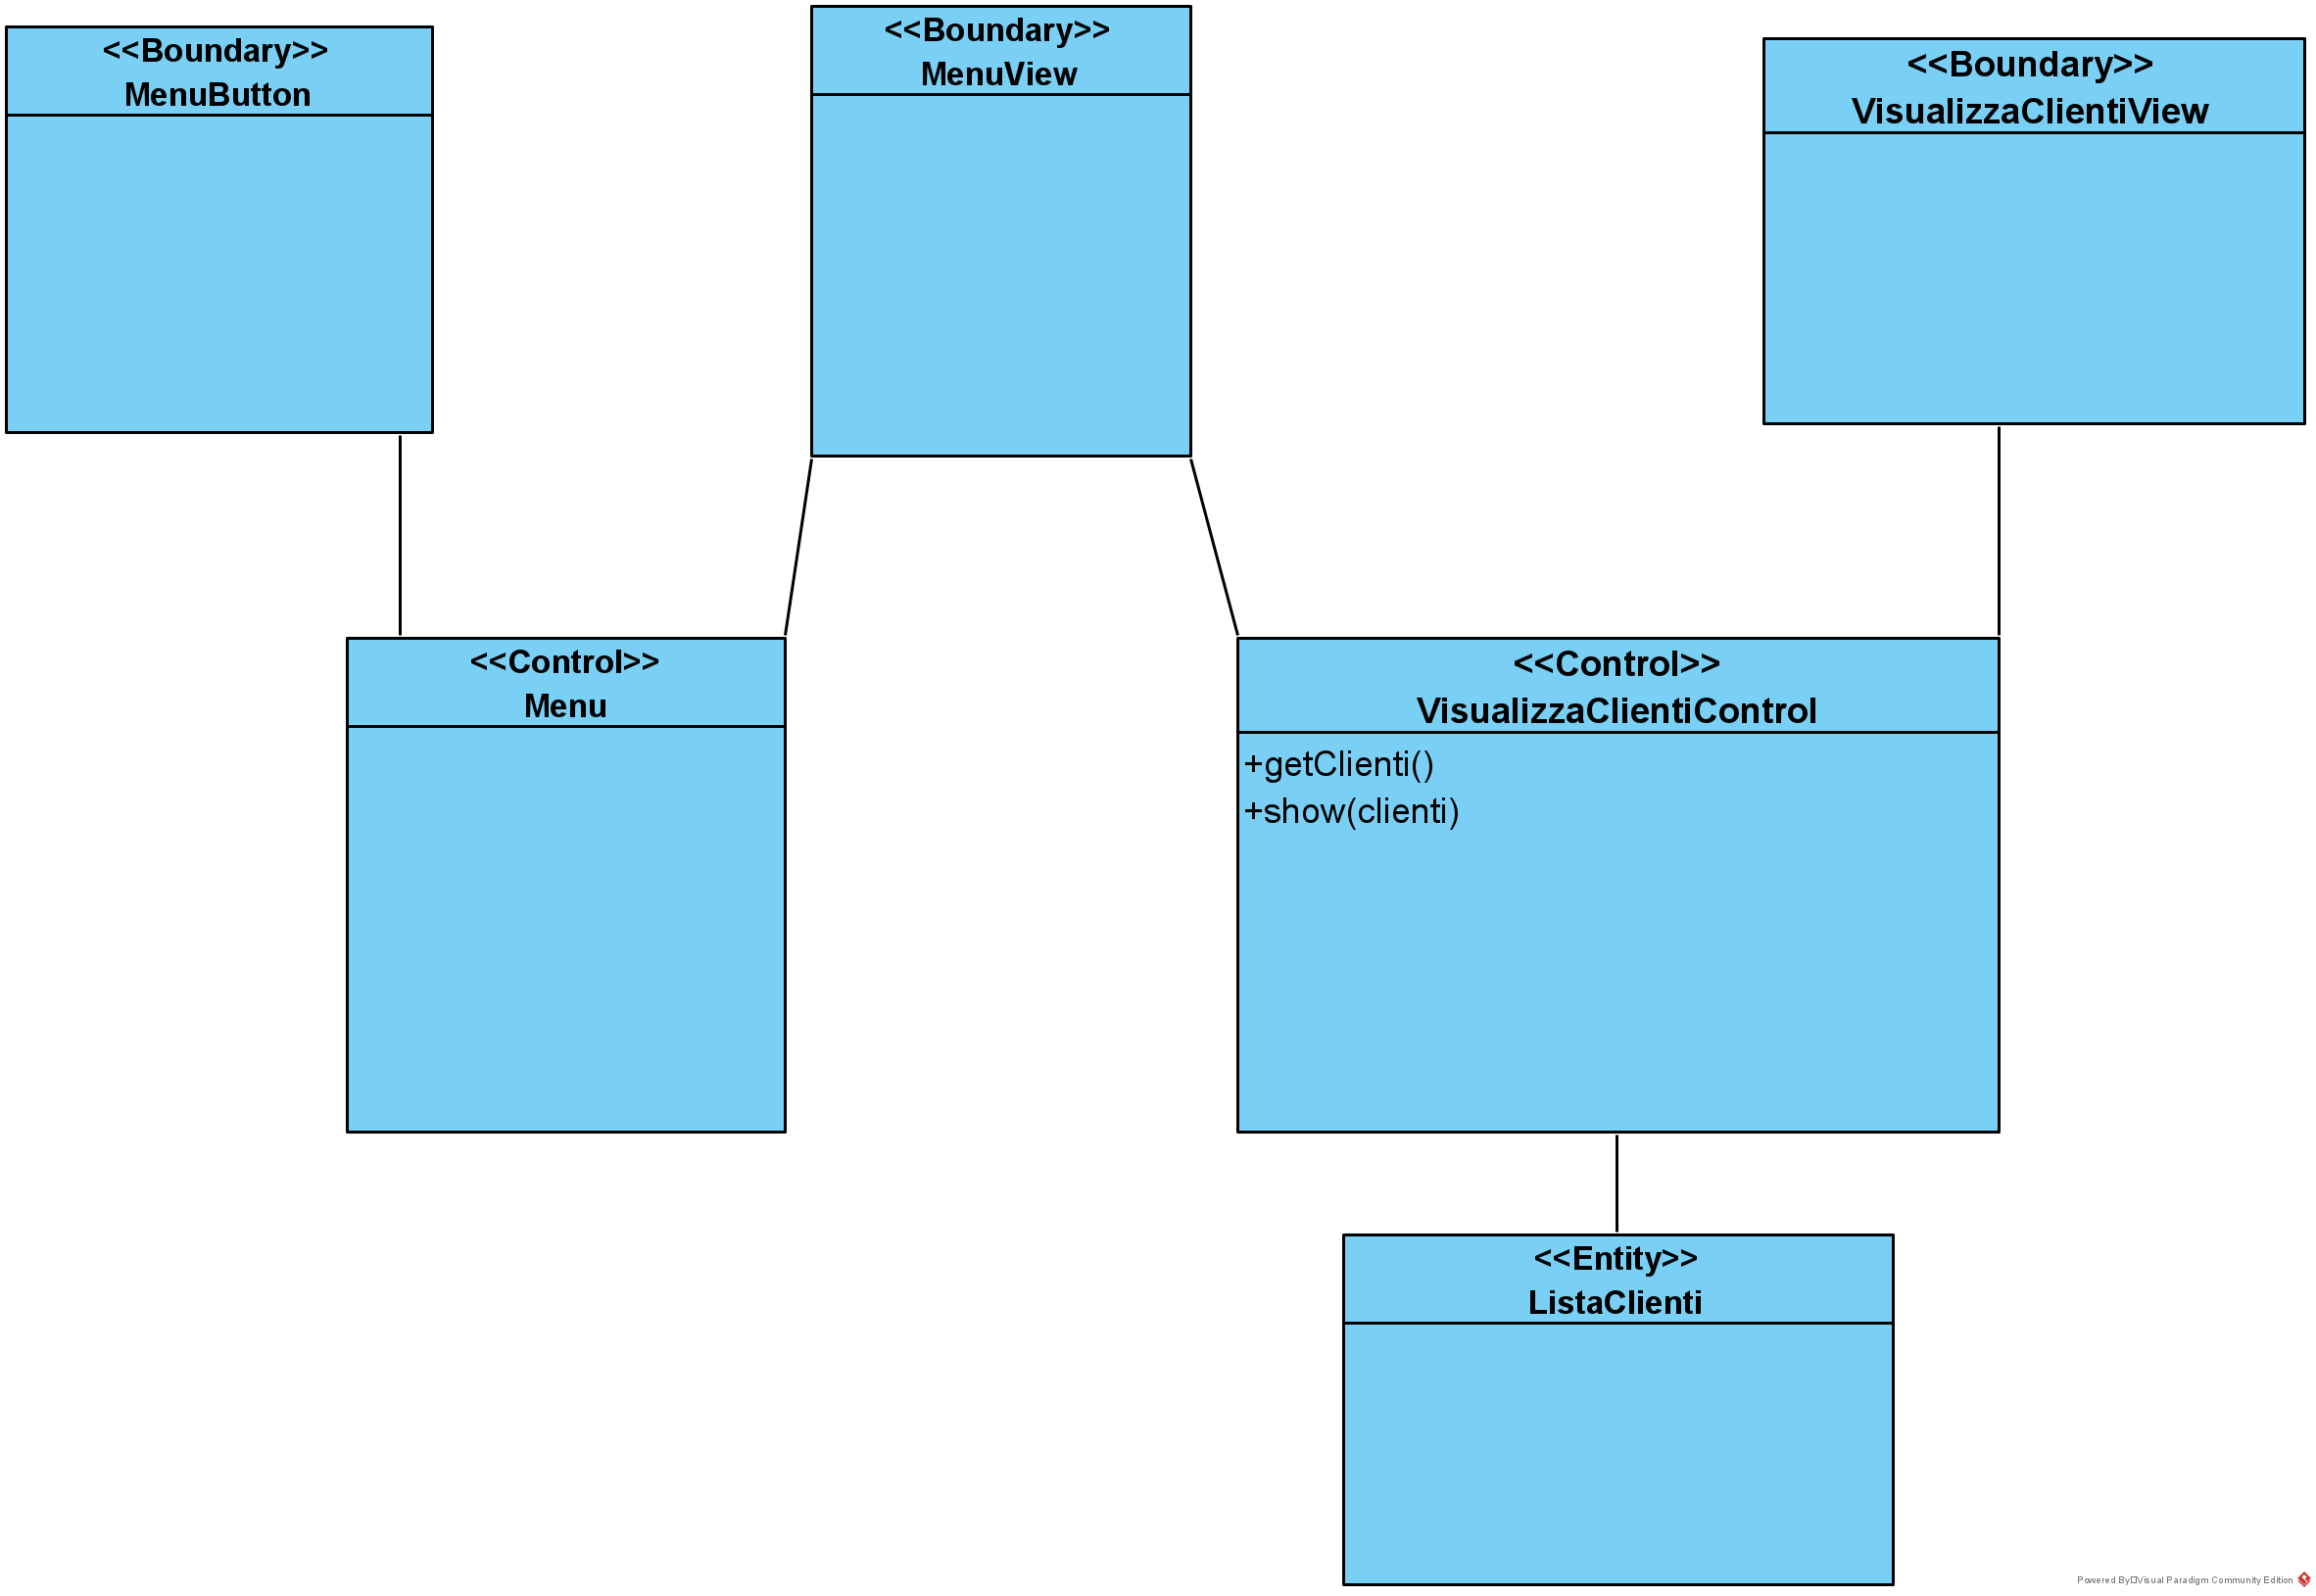 <<Boundary>>
MenuButton
<<Boundary>>
MenuView
<<Boundary>>
VisualizzaClientiView
<<Control>>
Menu
<<Control>>
VisualizzaClientiControl
+getClienti()
+show(clienti)
<<Entity>>
ListaClienti
Powered By□Visual Paradigm Community Edition